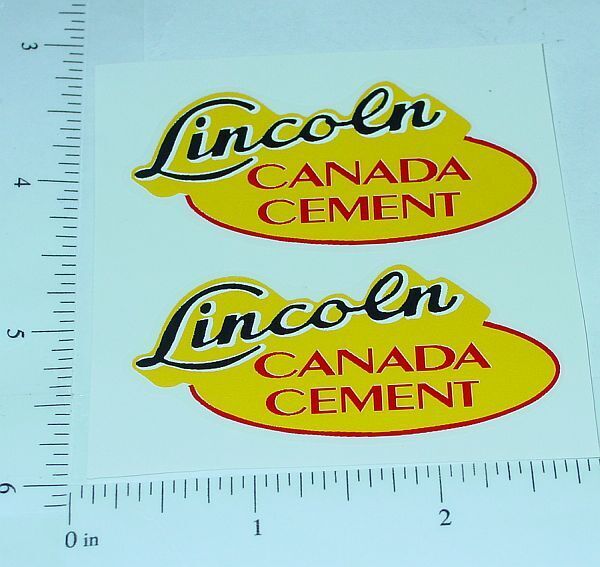 Lincoln
CANADA
CEMENT
Lincoln
CANADA
CEMENT
3
4
5
6
0 in
1
2